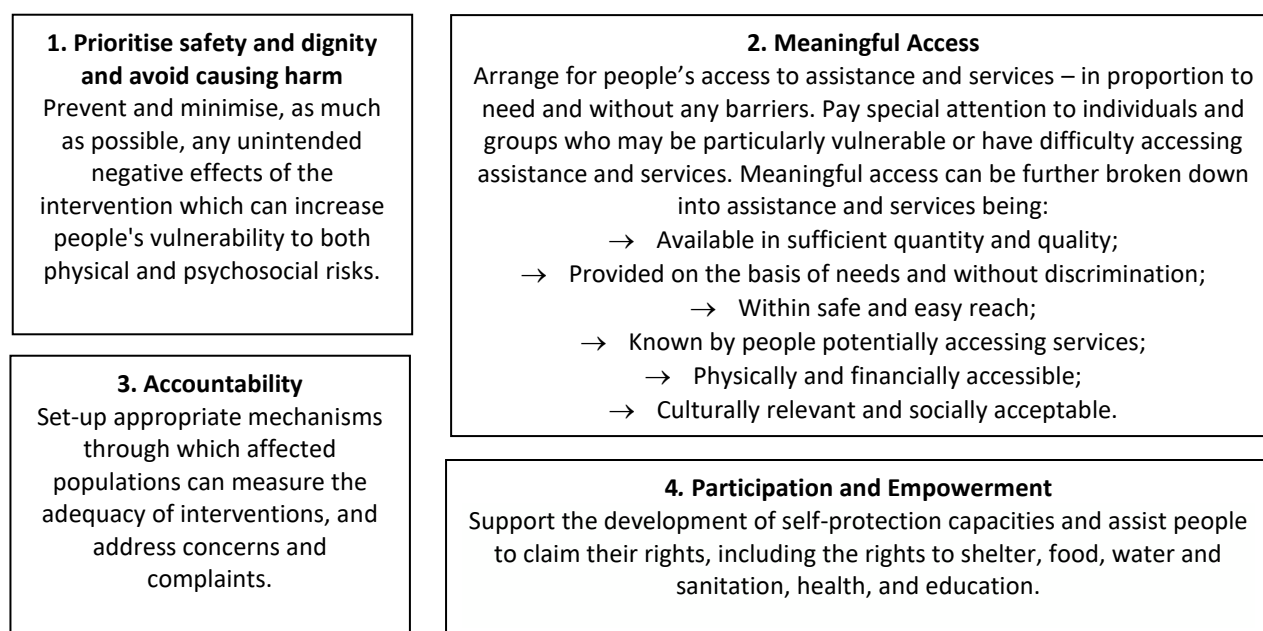 1. Prioritise safety and dignity
and avoid causing harm
Prevent and minimise, as much
as possible, any unintended
negative effects of the
intervention which can increase
people's vulnerability to both
physical and psychosocial risks.
2. Meaningful Access
Arrange for people’s access to assistance and services – in proportion to
need and without any barriers. Pay special attention to individuals and
groups who may be particularly vulnerable or have difficulty accessing
assistance and services. Meaningful access can be further broken down
into assistance and services being:
→ Available in sufficient quantity and quality;
→ Provided on the basis of needs and without discrimination;
→ Within safe and easy reach;
→ Known by people potentially accessing services;
→ Physically and financially accessible;
→ Culturally relevant and socially acceptable.
3. Accountability
Set-up appropriate mechanisms
through which affected
populations can measure the
adequacy of interventions, and
address concerns and
complaints.
4. Participation and Empowerment
Support the development of self-protection capacities and assist people
to claim their rights, including the rights to shelter, food, water and
sanitation, health, and education.